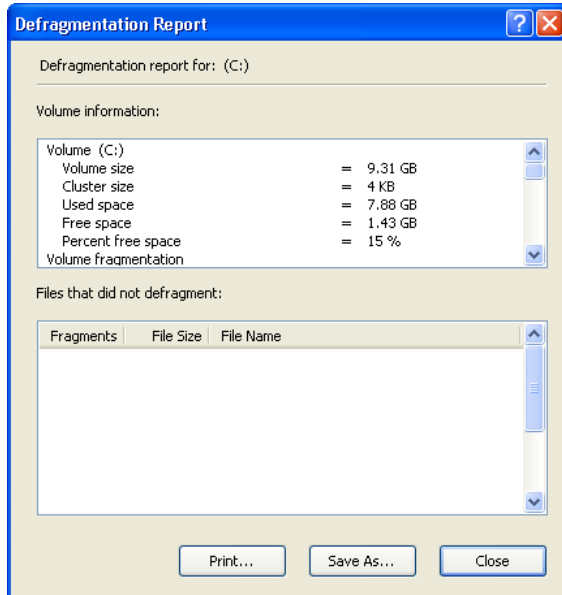 Defragmentation Report
Defragmentation report for: (C:)
Volume information:
Volume (C:)
Volume size = 9.31 GB
Cluster size = 4 KB
Used space = 7.88 GB
Free space = 1.43 GB
Percent free space = 15 %
Volume fragmentation
Files that did not defragment:
Fragments File Size File Name
Print... Save As... Close